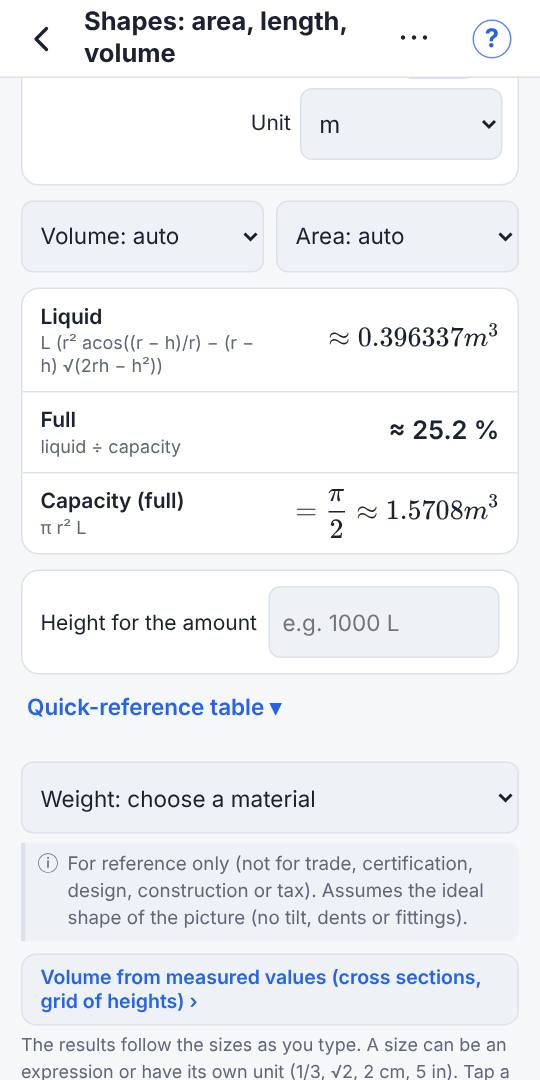 Shapes: area, length,
volume
...
?
Unit
m
Volume: auto
Area: auto
Liquid
L (r² acos((r − h)/r) − (r −
h) √(2rh − h²))
≈ 0.396337m³
Full
liquid ÷ capacity
≈ 25.2 %
Capacity (full)
π r² L
= π/2 ≈ 1.5708m³
Height for the amount
e.g. 1000 L
Quick-reference table ▾
Weight: choose a material
ⓘ For reference only (not for trade, certification,
design, construction or tax). Assumes the ideal
shape of the picture (no tilt, dents or fittings).
Volume from measured values (cross sections,
grid of heights) ›
The results follow the sizes as you type. A size can be an
expression or have its own unit (1/3, √2, 2 cm, 5 in). Tap a